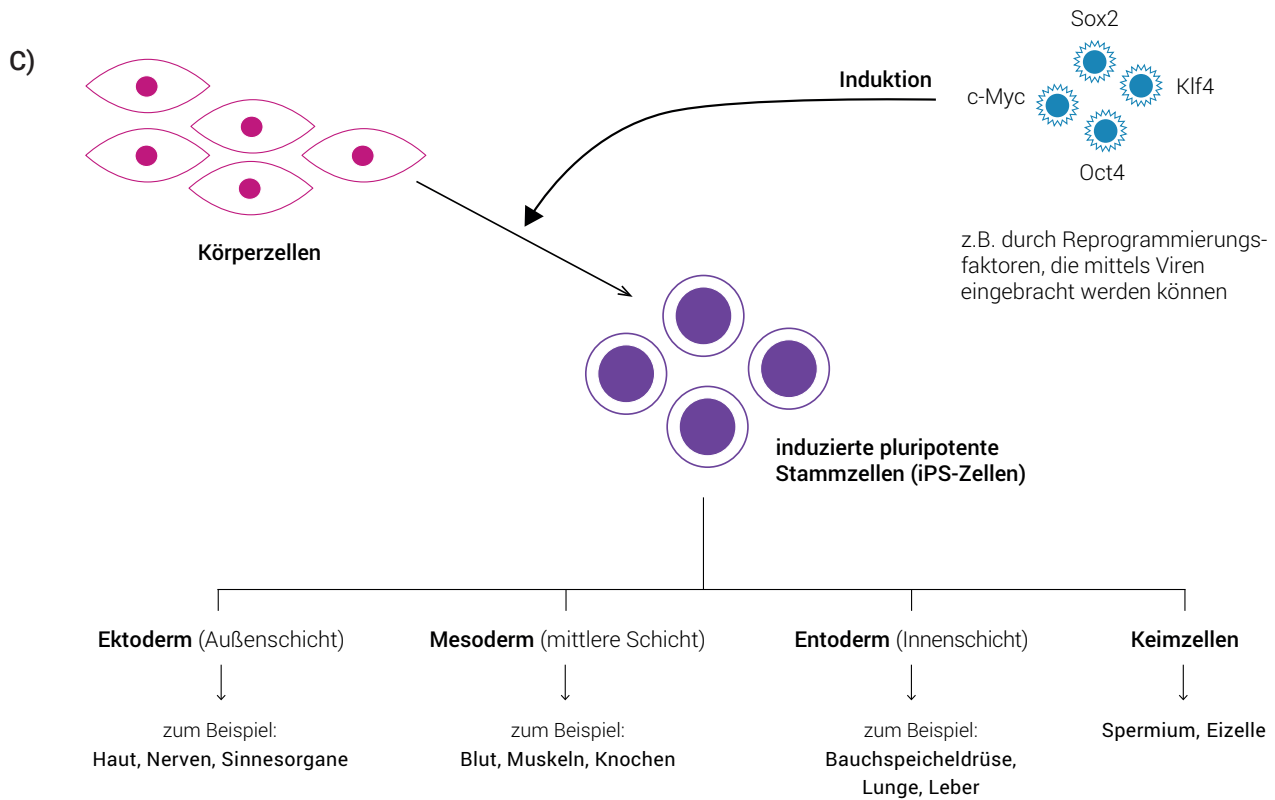 C)
Sox2
Induktion
c-Myc
Klf4
Oct4
Körperzellen
z.B. durch Reprogrammierungs-
faktoren, die mittels Viren
eingebracht werden können
induzierte pluripotente
Stammzellen (iPS-Zellen)
Ektoderm (Außenschicht)
zum Beispiel:
Haut, Nerven, Sinnesorgane
Mesoderm (mittlere Schicht)
zum Beispiel:
Blut, Muskeln, Knochen
Entoderm (Innenschicht)
zum Beispiel:
Bauchspeicheldrüse,
Lunge, Leber
Keimzellen
Spermium, Eizelle